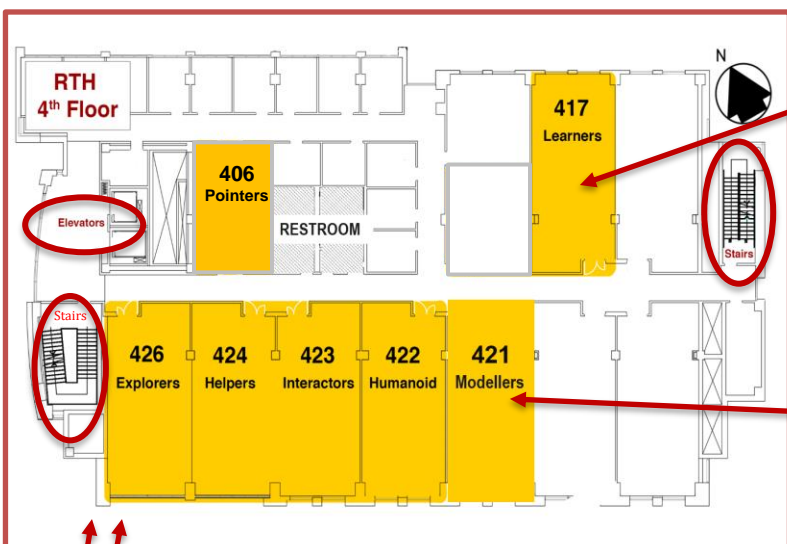 RTH
4th Floor
N
417
Learners
406
Pointers
Elevators
RESTROOM
Stairs
Stairs
426
Explorers
424
Helpers
423
Interactors
422
Humanoid
421
Modellers